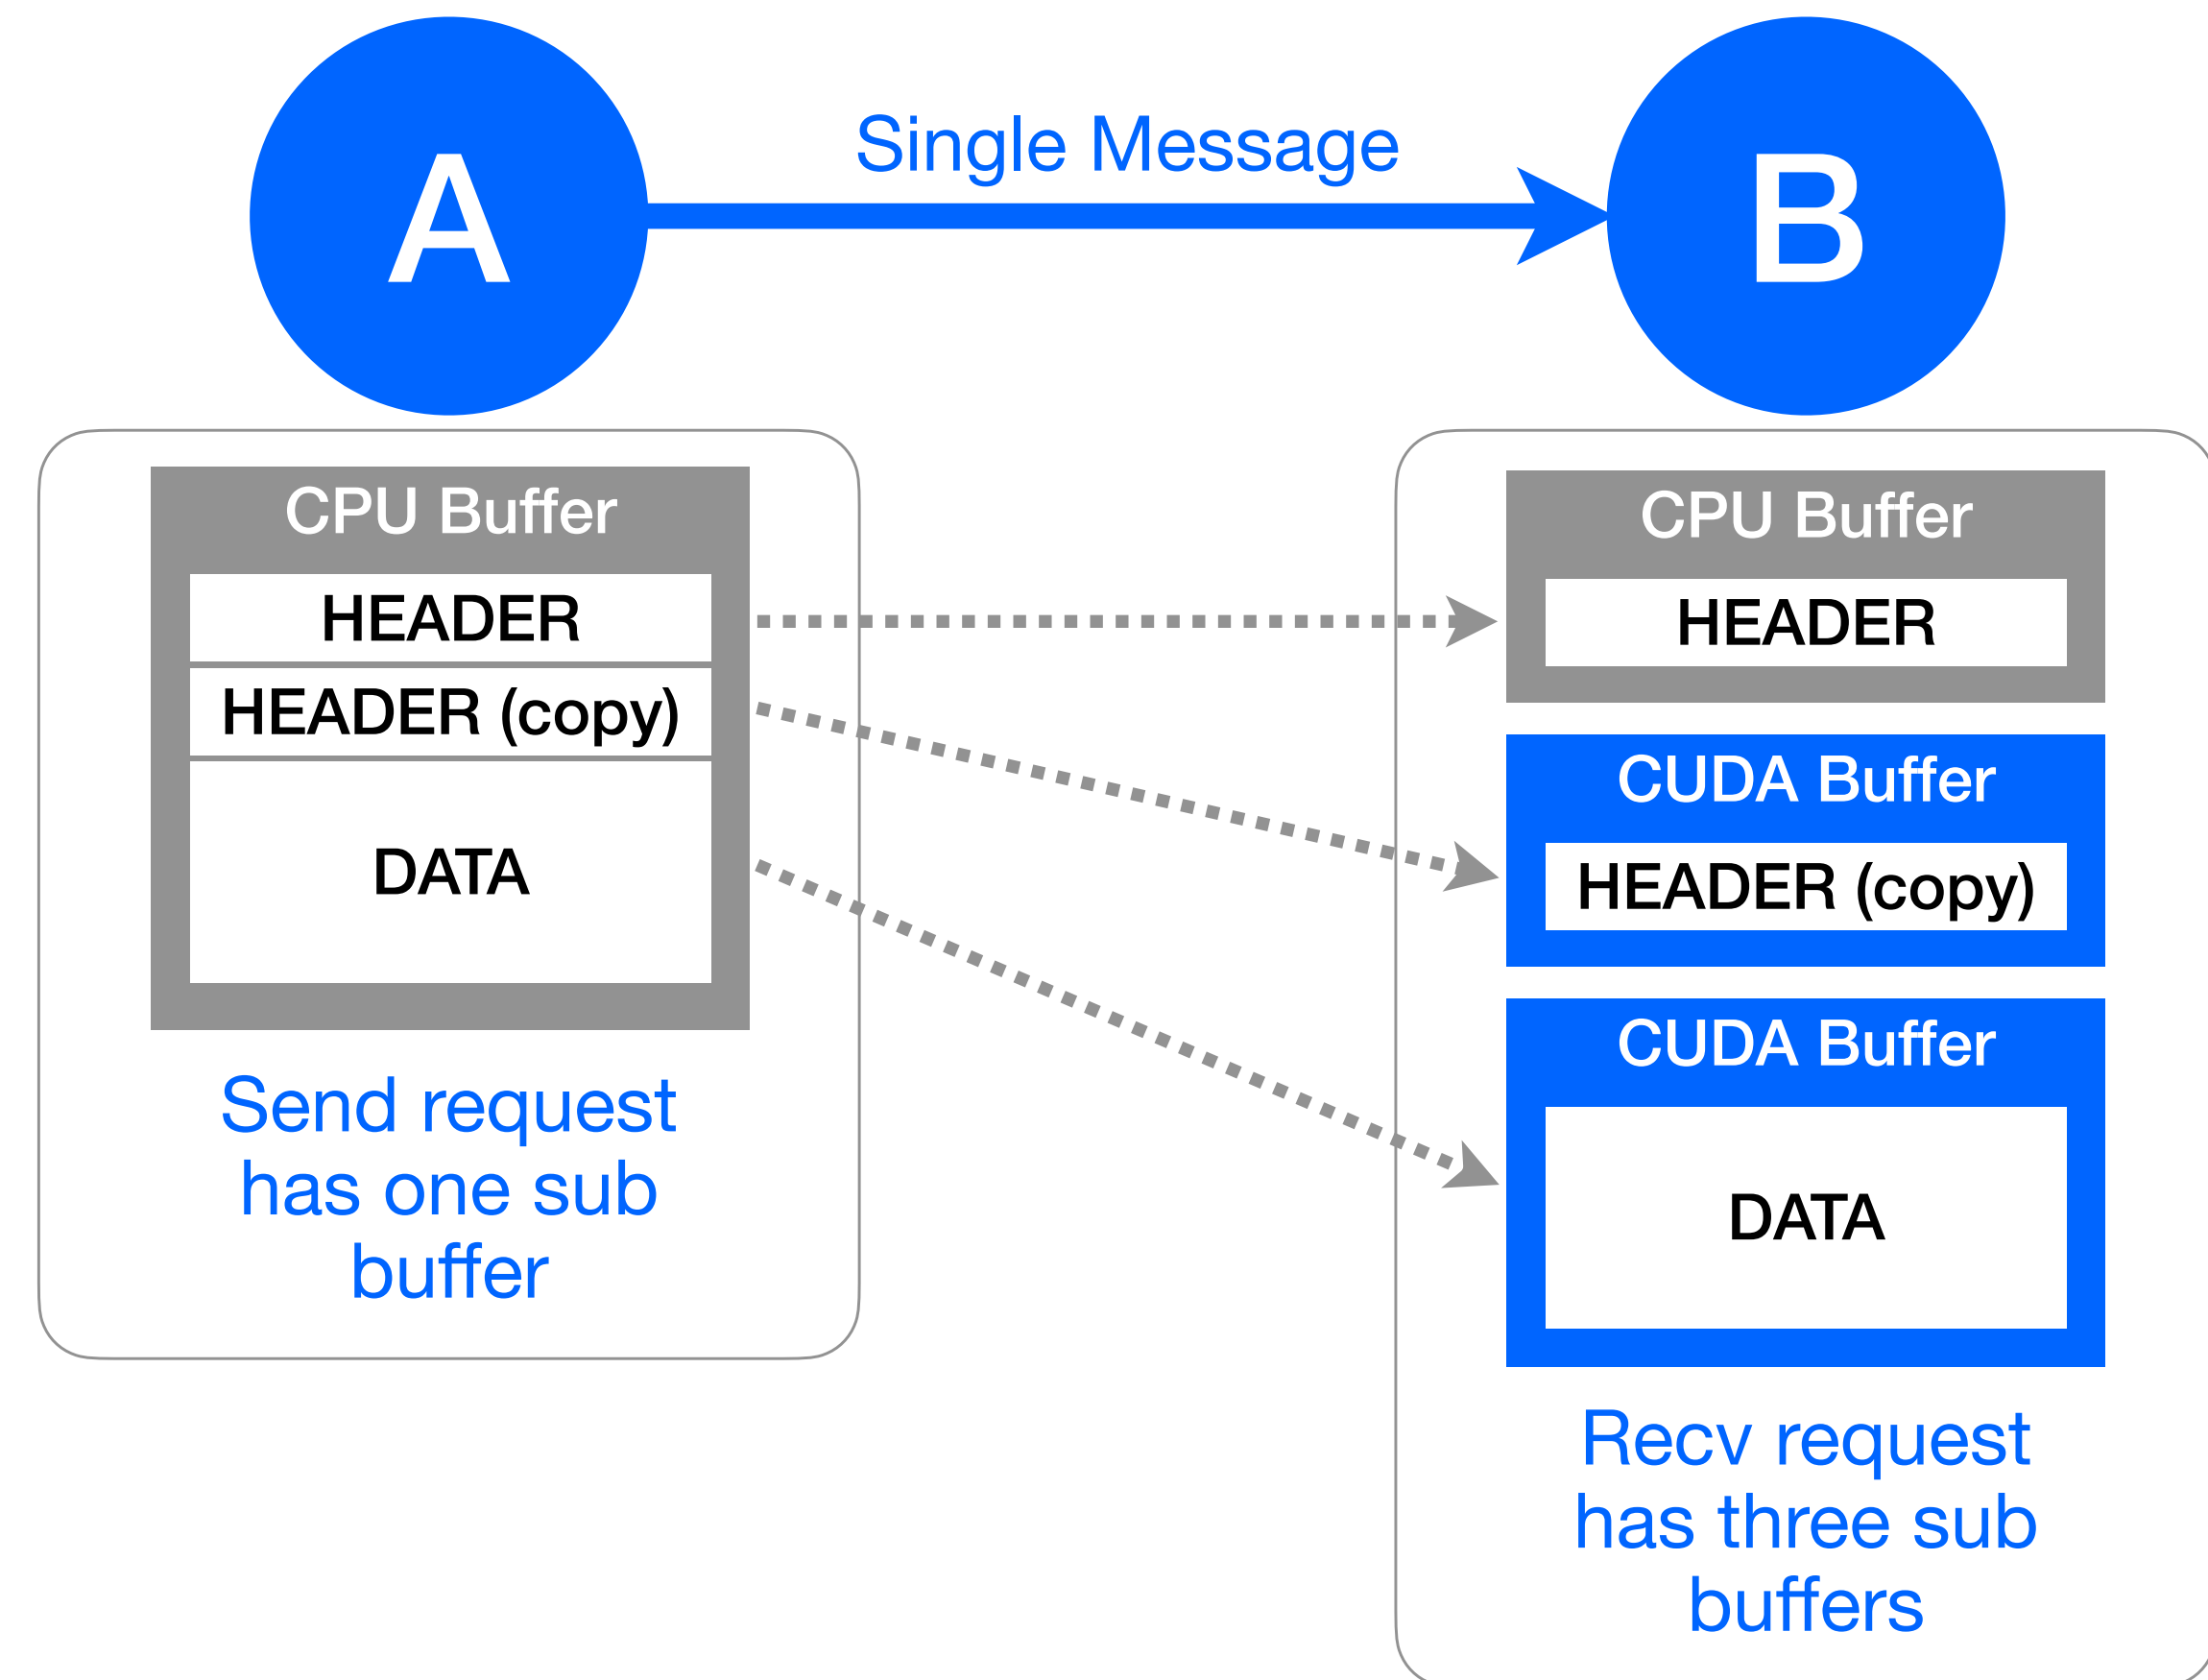 A
Single Message
B
CPU Buffer
HEADER
HEADER (copy)
DATA
Send request
has one sub
buffer
CPU Buffer
HEADER
CUDA Buffer
HEADER (copy)
CUDA Buffer
DATA
Recv request
has three sub
buffers